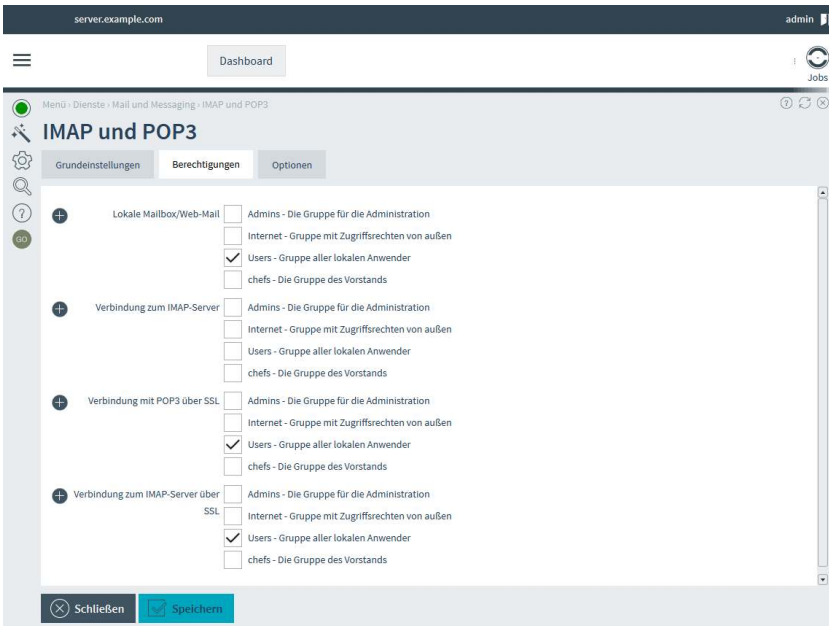 server.example.com
admin
Dashboard
Jobs
Menü › Dienste › Mail und Messaging › IMAP und POP3
IMAP und POP3
Grundeinstellungen
Berechtigungen
Optionen
GO
Lokale Mailbox/Web-Mail
Admins - Die Gruppe für die Administration
Internet - Gruppe mit Zugriffsrechten von außen
Users - Gruppe aller lokalen Anwender
chefs - Die Gruppe des Vorstands
Verbindung zum IMAP-Server
Admins - Die Gruppe für die Administration
Internet - Gruppe mit Zugriffsrechten von außen
Users - Gruppe aller lokalen Anwender
chefs - Die Gruppe des Vorstands
Verbindung mit POP3 über SSL
Admins - Die Gruppe für die Administration
Internet - Gruppe mit Zugriffsrechten von außen
Users - Gruppe aller lokalen Anwender
chefs - Die Gruppe des Vorstands
Verbindung zum IMAP-Server über
SSL
Admins - Die Gruppe für die Administration
Internet - Gruppe mit Zugriffsrechten von außen
Users - Gruppe aller lokalen Anwender
chefs - Die Gruppe des Vorstands
Schließen
Speichern